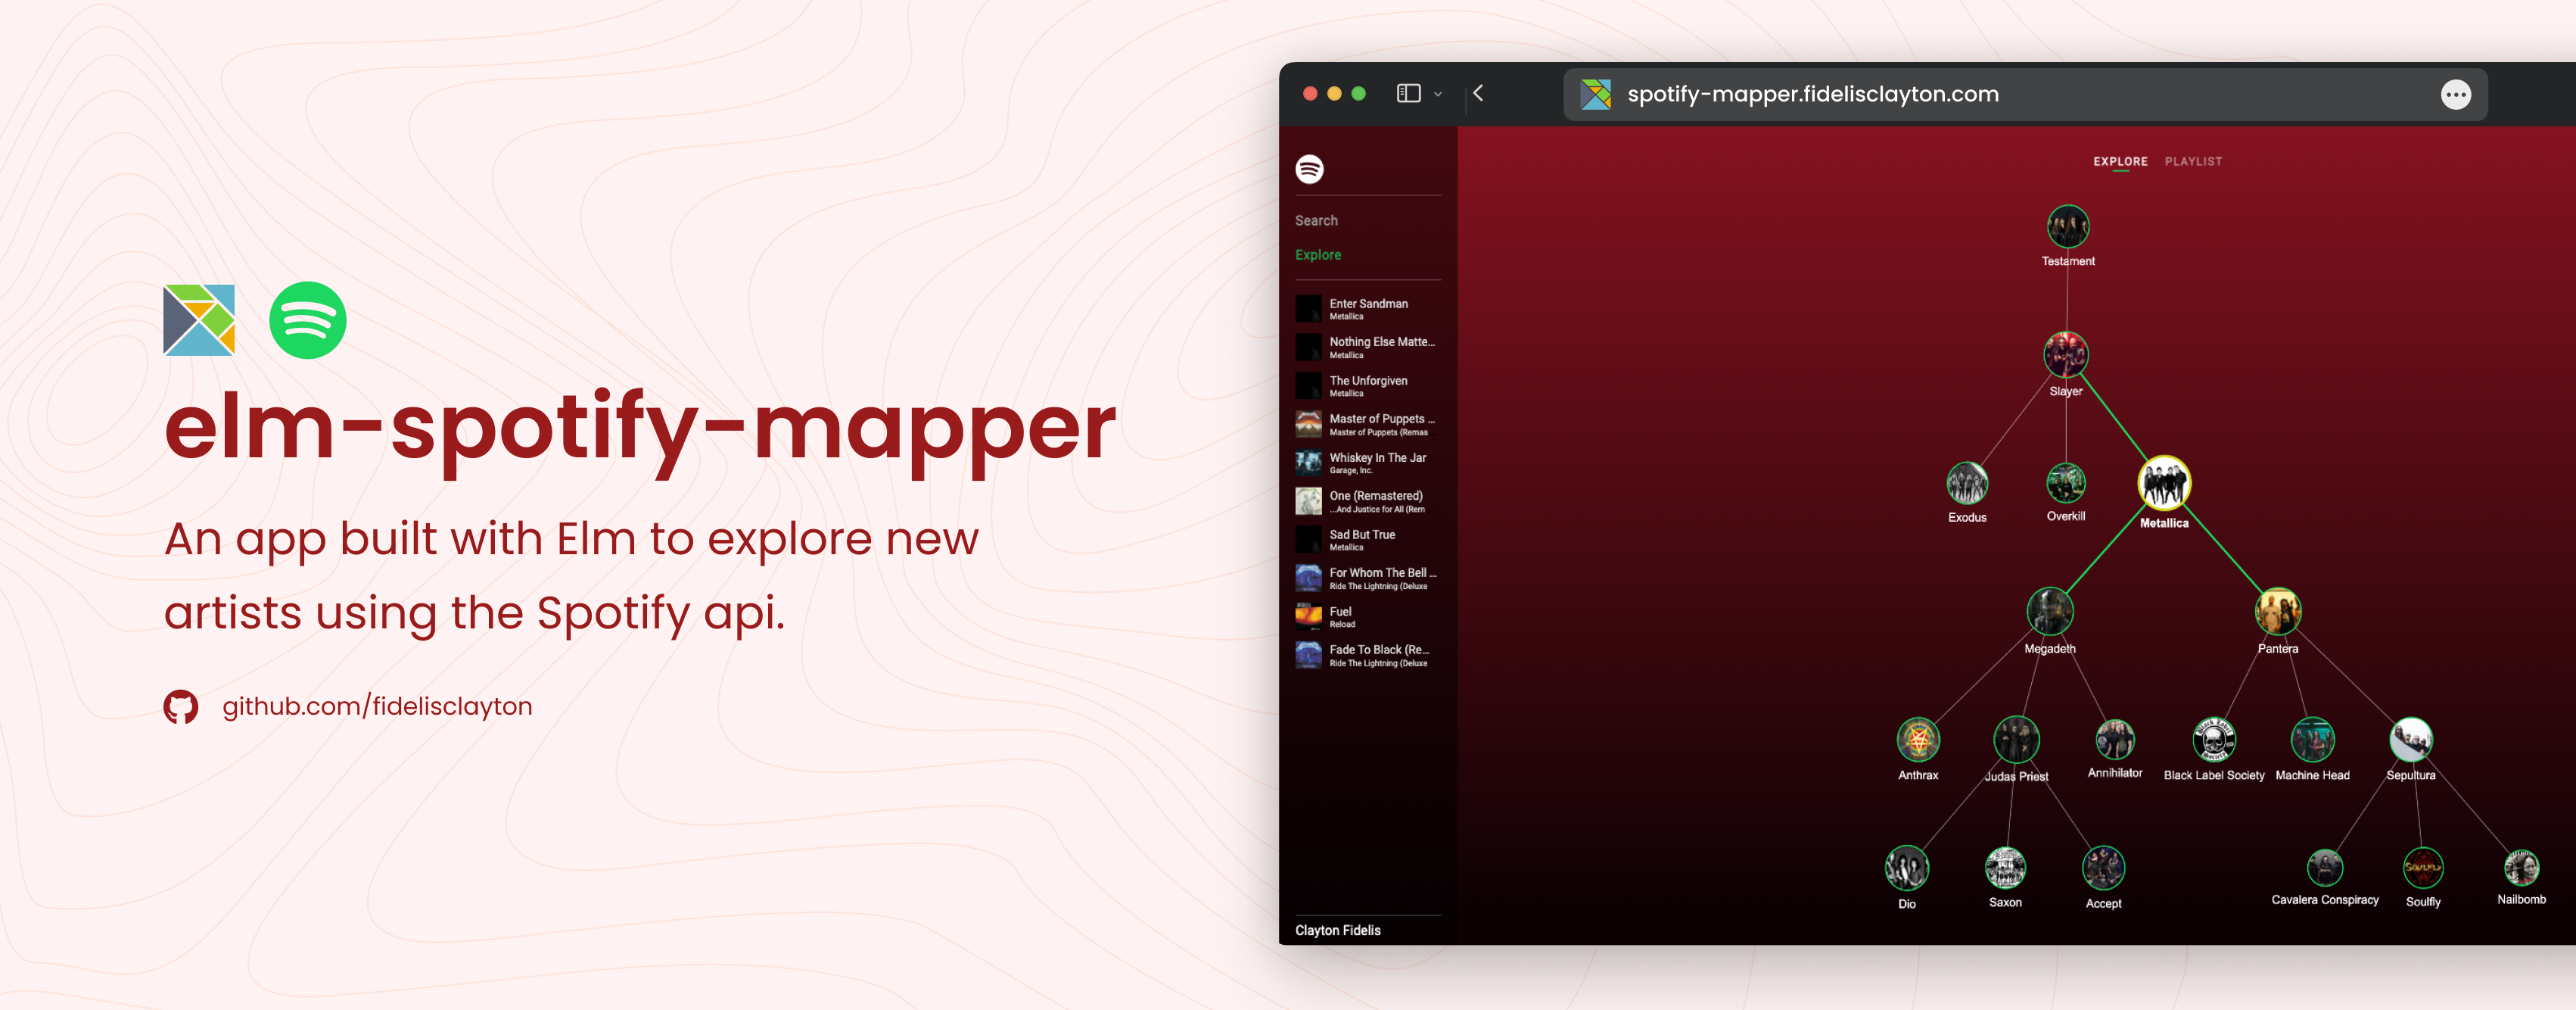 elm-spotify-mapper
An app built with Elm to explore new
artists using the Spotify api.
github.com/fidelisclayton
spotify-mapper.fidelisclayton.com
Search
Explore
Enter Sandman
Metallica
Nothing Else Matte...
Metallica
The Unforgiven
Metallica
Master of Puppets ...
Master of Puppets (Remas
Whiskey In The Jar
Garage, Inc.
One (Remastered)
...And Justice for All (Rem
Sad But True
Metallica
For Whom The Bell ...
Ride The Lightning (Deluxe
Fuel
Reload
Fade To Black (Re...
Ride The Lightning (Deluxe
Clayton Fidelis
EXPLORE PLAYLIST
Testament
Slayer
Exodus Overkill Metallica
Megadeth Pantera
Anthrax Judas Priest Annihilator Black Label Society Machine Head Sepultura
Dio Saxon Accept Cavalera Conspiracy Soulfly Nailbomb